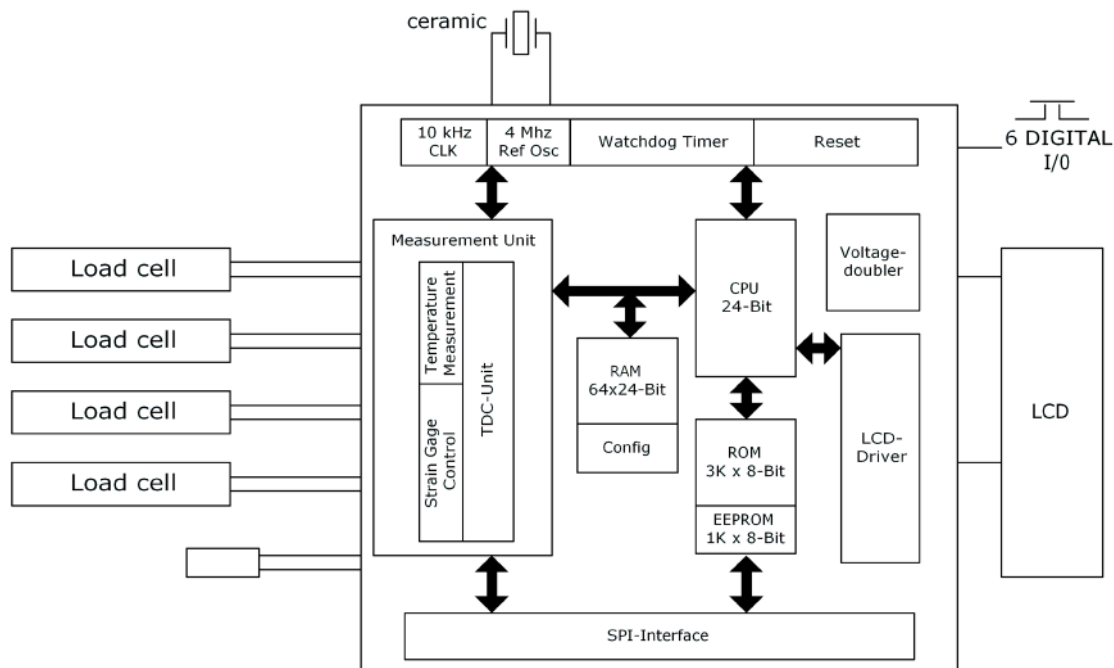 ceramic
10 kHz
CLK
4 Mhz
Ref Osc
Watchdog Timer
Reset
6 DIGITAL
I/0
Measurement Unit
Temperature
Measurement
Strain Gage
Control
TDC-Unit
CPU
24-Bit
Voltage-
doubler
RAM
64x24-Bit
Config
ROM
3K x 8-Bit
EEPROM
1K x 8-Bit
LCD-
Driver
LCD
Load cell
Load cell
Load cell
Load cell
SPI-Interface